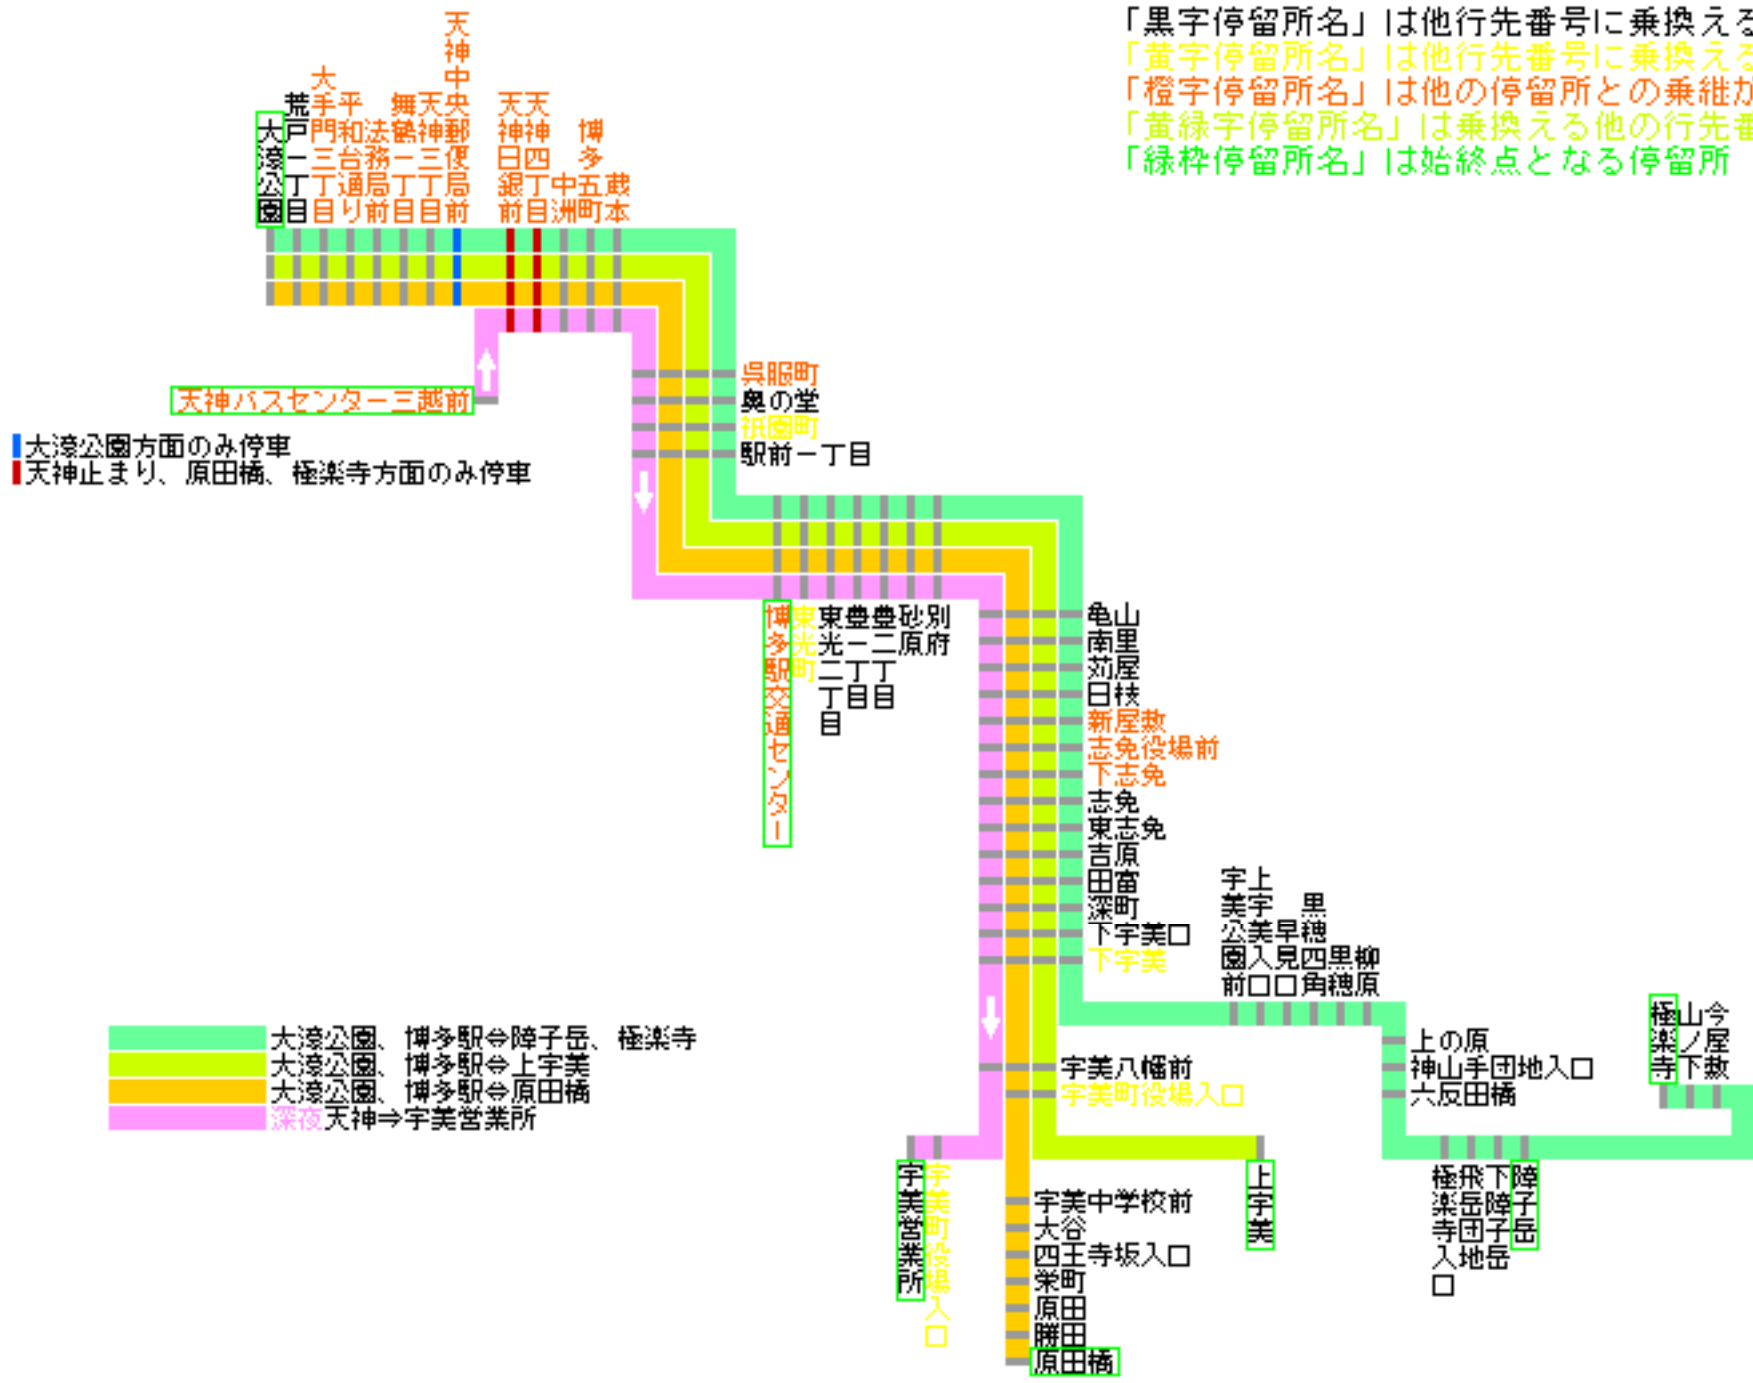 「黒字停留所名」は他行先番号に乗換える
「黄字停留所名」は他行先番号に乗換える
「橙字停留所名」は他の停留所との乗継が
「黄緑字停留所名」は乗換える他の行先番
「緑枠停留所名」は始終点となる停留所
大濠公園
荒戸一丁目
大手門三丁目
平和台通り
法務局前
舞鶴一丁目
天神三丁目
天神中央郵便局前
天神日銀前
天神四丁目
中洲
博多五町
蔵本
天神バスセンター三越前
大濠公園方面のみ停車
天神止まり、原田橋、極楽寺方面のみ停車
呉服町
奥の堂
祇園町
駅前一丁目
博多駅交通センター
東光町
東光二丁目
豊一丁目
豊二丁目
砂原
別府
亀山
南里
苅屋
日枝
新屋敷
志免役場前
下志免
志免
東志免
吉原
田富
深町
下宇美口
下宇美
宇美公園前
上宇美入口
早見口
黒穂四角
黒穂
柳原
上の原
神山手団地入口
六反田橋
極楽寺
山ノ下
今屋敷
極楽寺入口
飛岳団地
下障子岳
障子岳
宇美八幡前
宇美町役場入口
上宇美
宇美営業所
宇美町役場入口
宇美中学校前
大谷
四王寺坂入口
栄町
原田
勝田
原田橋
大濠公園、博多駅⇔障子岳、極楽寺
大濠公園、博多駅⇔上宇美
大濠公園、博多駅⇔原田橋
深夜天神⇒宇美営業所